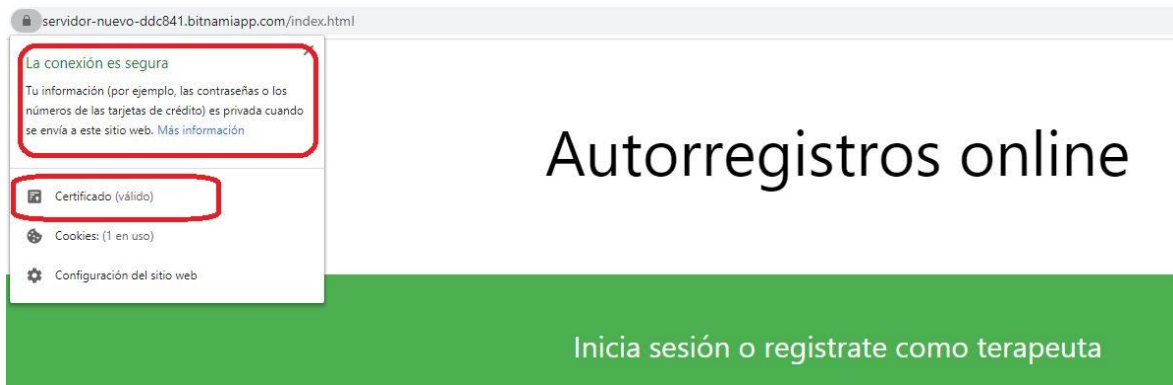 servidor-nuevo-ddc841.bitnamiapp.com/index.html
La conexión es segura
Tu información (por ejemplo, las contraseñas o los
números de las tarjetas de crédito) es privada cuando
se envía a este sitio web. Más información
Certificado (válido)
Cookies: (1 en uso)
Configuración del sitio web
Autorregistros online
Inicia sesión o registrate como terapeuta